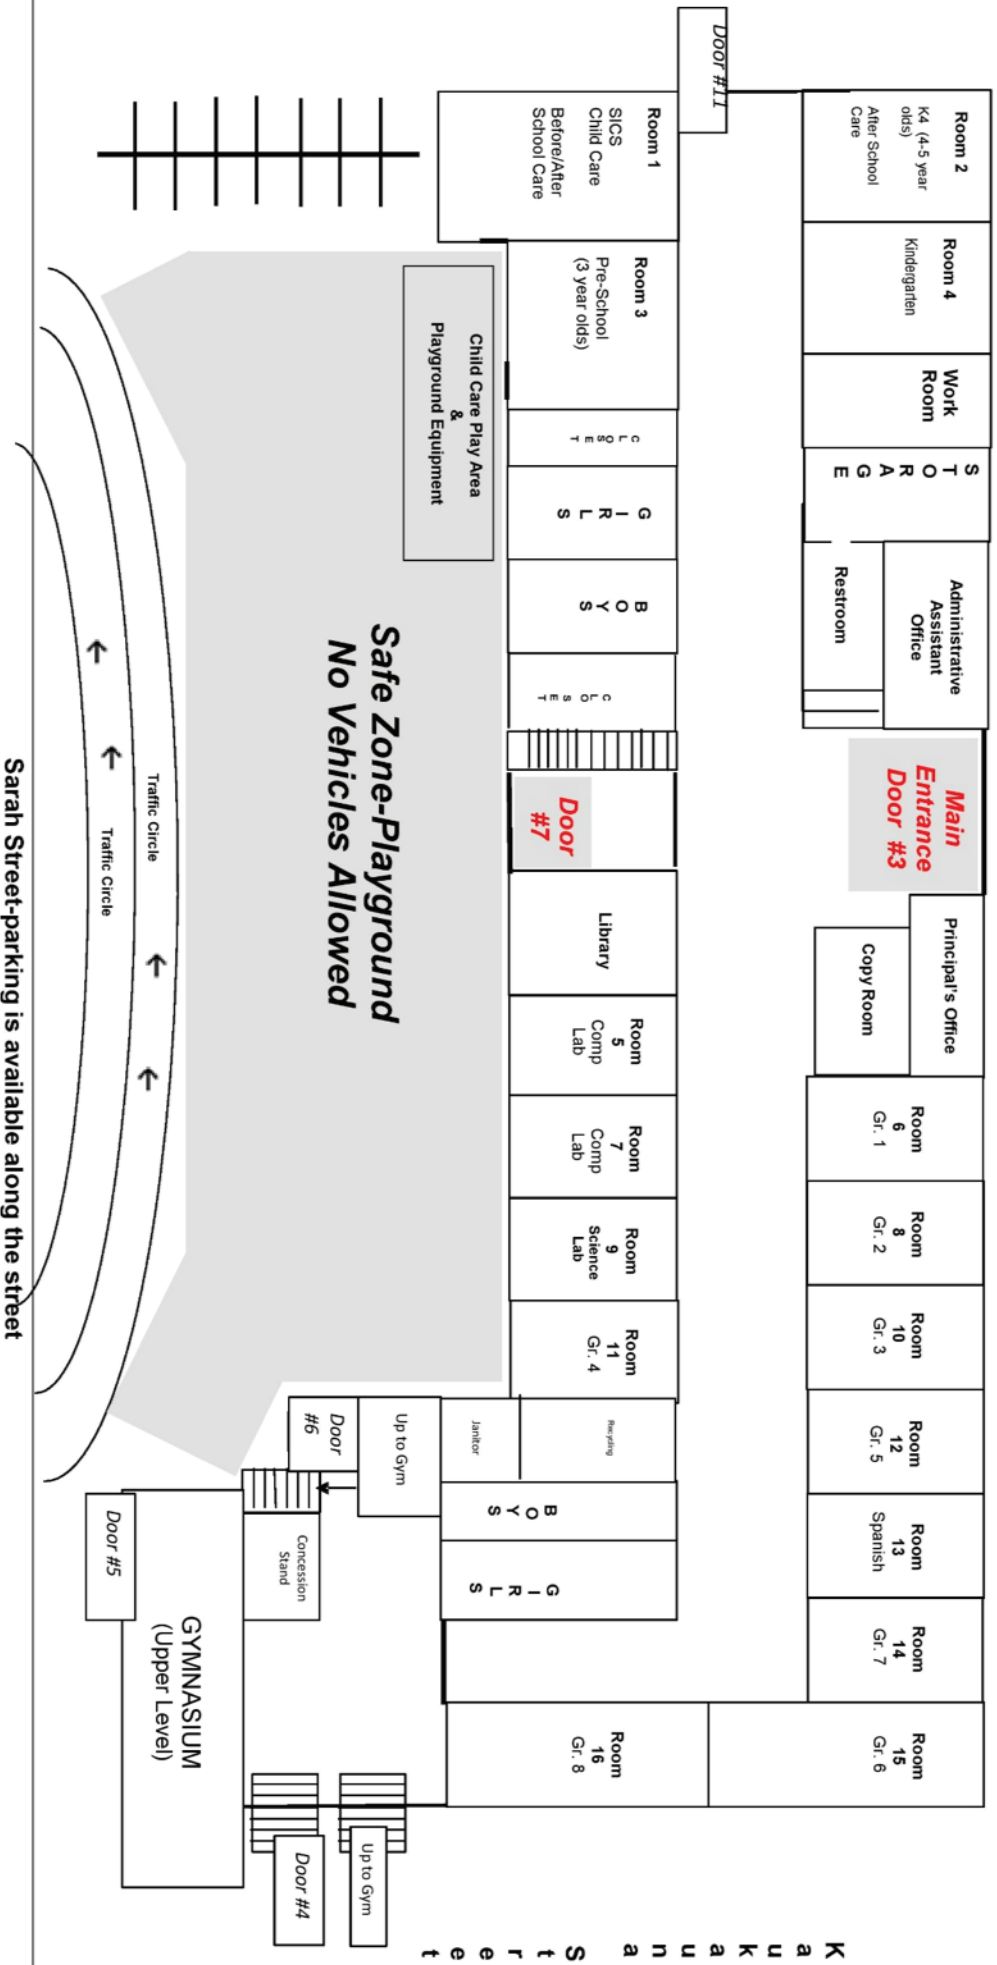 Door #11
Room 2
K4 (4-5 year
olds)
After School
Care
Room 4
Kindergarten
Work
Room
STORAGE
Administrative
Assistant
Office
Restroom
Main
Entrance
Door #3
Principal's Office
Copy Room
Room
6
Gr. 1
Room
8
Gr. 2
Room
10
Gr. 3
Room
12
Gr. 5
Room
13
Spanish
Room
14
Gr. 7
Room
15
Gr. 6
Room 1
SICS
Child Care
Before/After
School Care
Room 3
Pre-School
(3 year olds)
CLOSET
GIRLS
BOYS
CLOSET
Door
#7
Library
Room
5
Comp
Lab
Room
7
Comp
Lab
Room
9
Science
Lab
Room
11
Gr. 4
Recycling
Janitor
BOYS
GIRLS
Room
16
Gr. 8
Child Care Play Area
&
Playground Equipment
Safe Zone-Playground
No Vehicles Allowed
Up to Gym
Door
#6
Concession
Stand
Door #5
GYMNASIUM
(Upper Level)
Up to Gym
Door #4
Traffic Circle
Traffic Circle
Sarah Street-parking is available along the street
Kaukauna Street